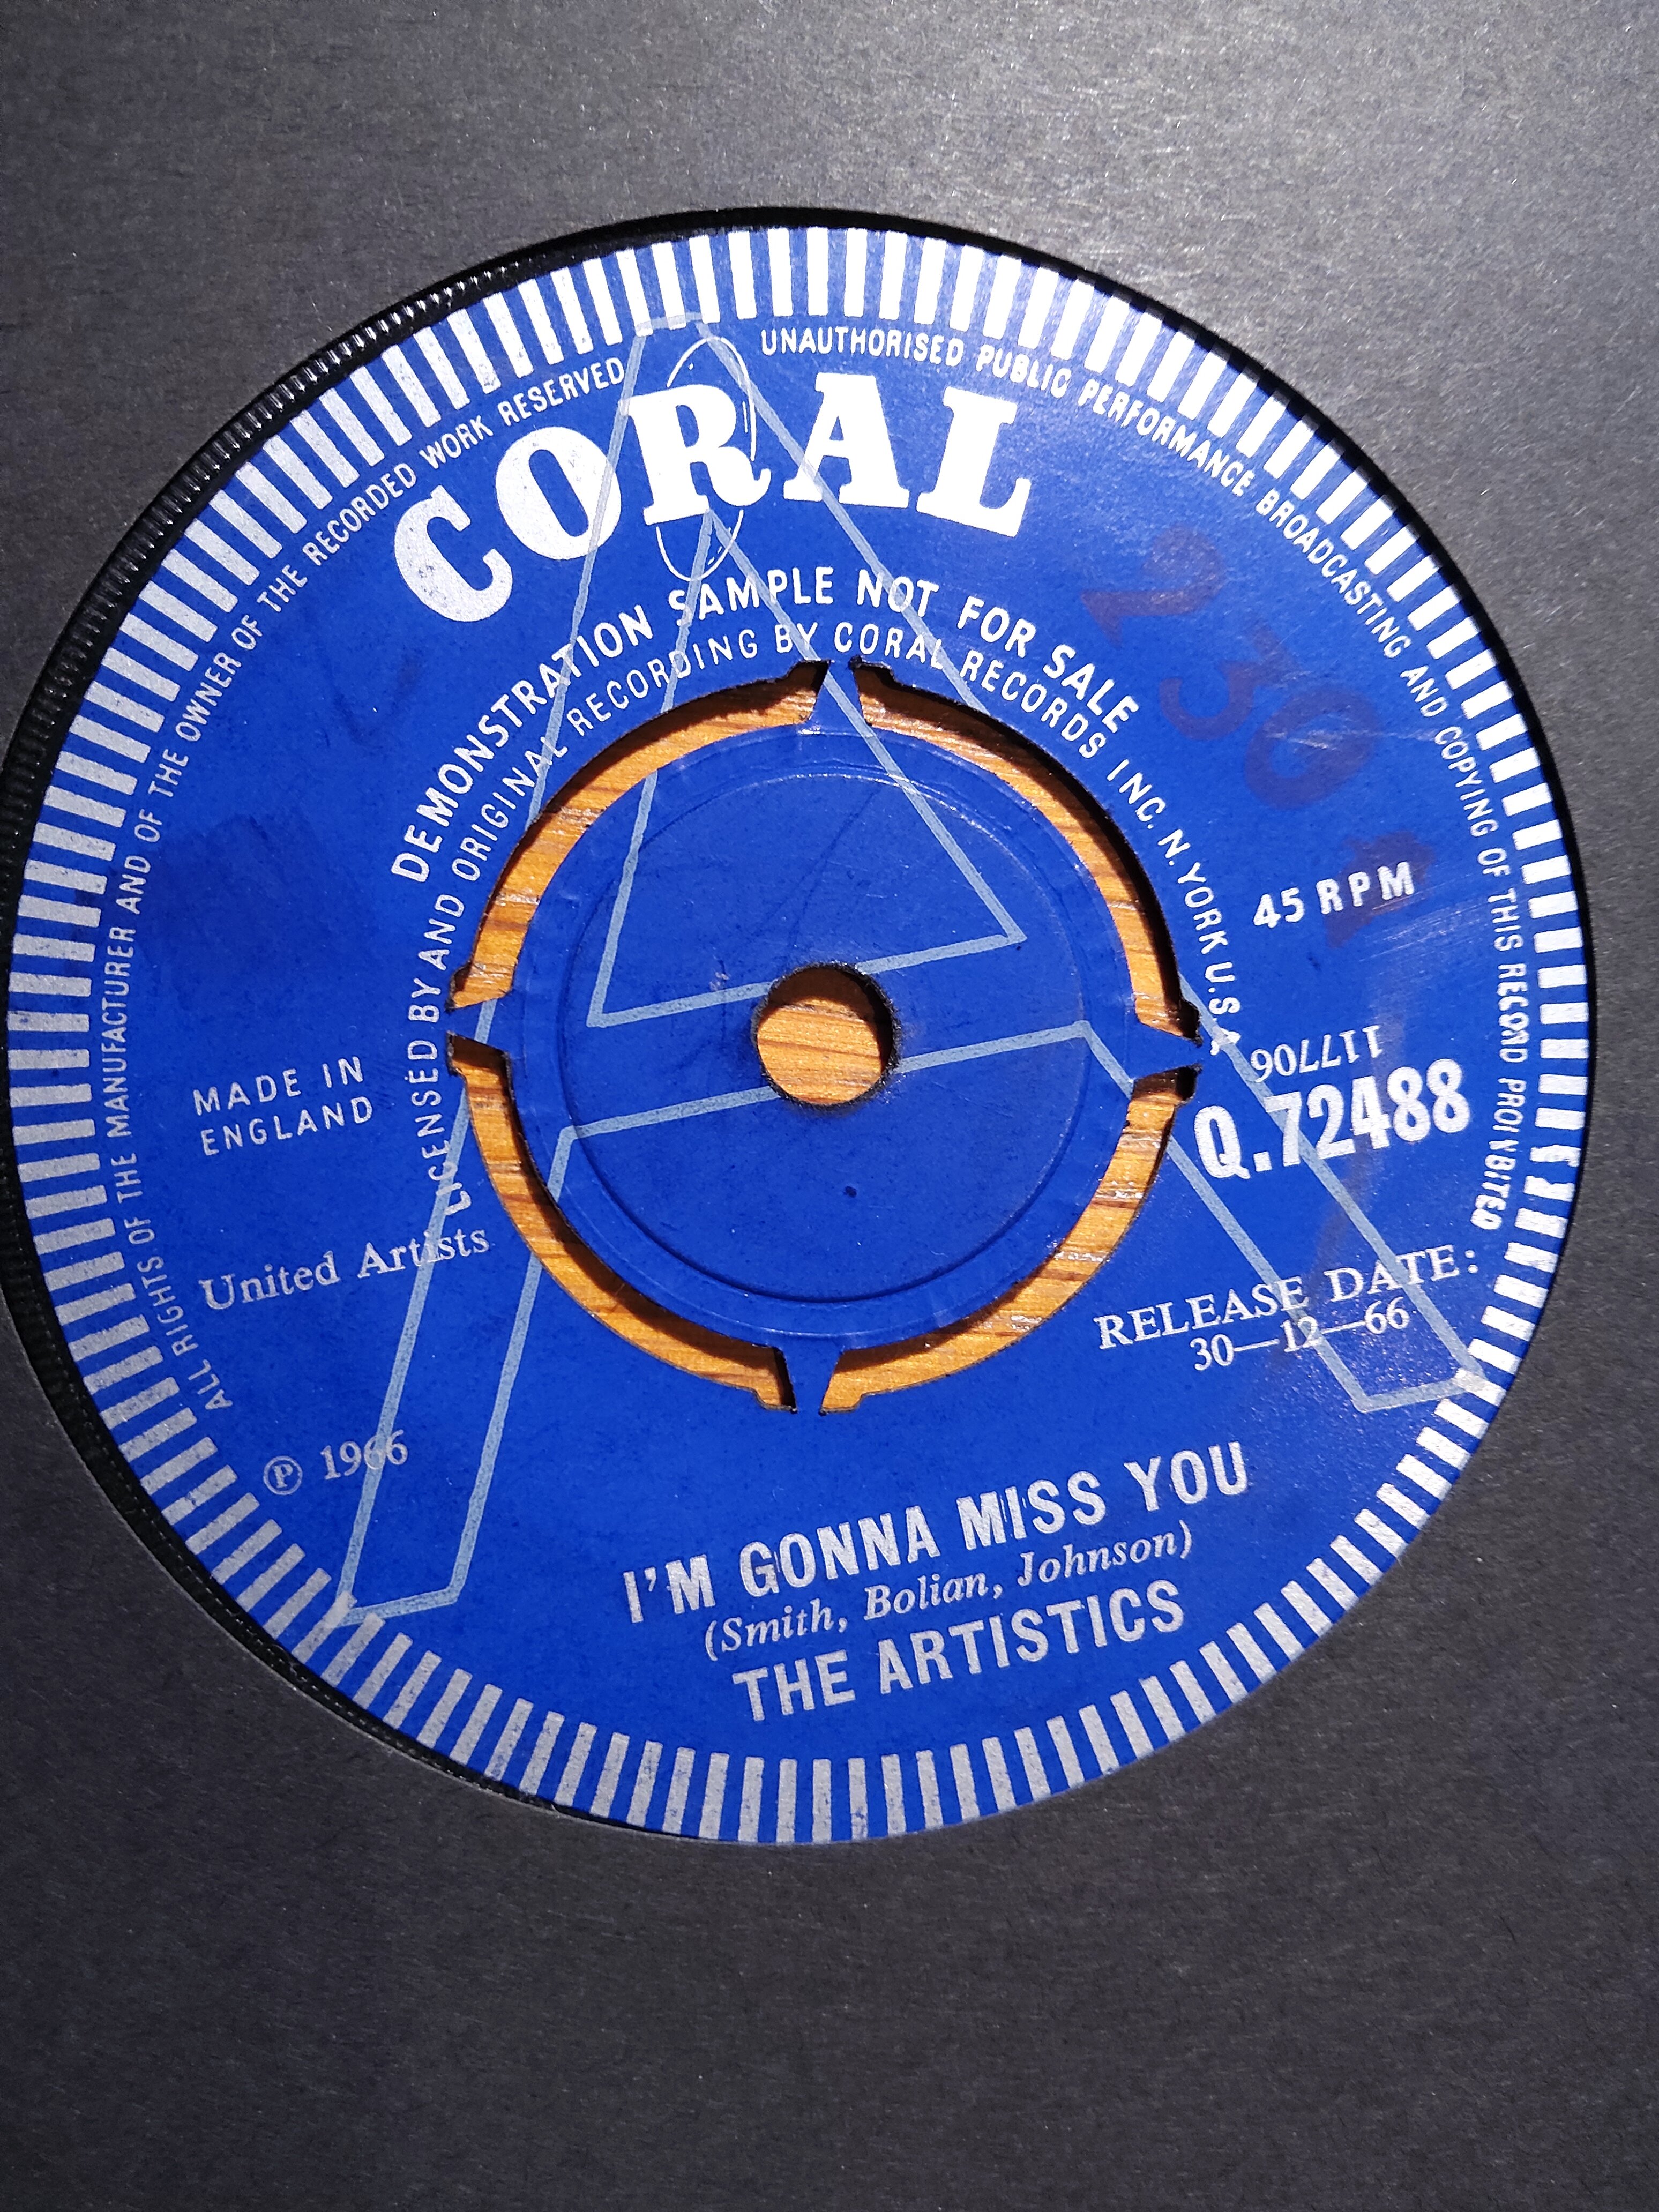 ALL RIGHTS OF THE MANUFACTURER AND OF THE OWNER OF THE RECORDED WORK RESERVED
UNAUTHORISED PUBLIC PERFORMANCE BROADCASTING AND COPYING OF THIS RECORD PROHIBITED
CORAL
DEMONSTRATION SAMPLE NOT FOR SALE
LICENSED BY AND ORIGINAL RECORDING BY CORAL RECORDS INC. N.YORK U.S.A.
45 RPM
MADE IN
ENGLAND
117706
Q.72488
United Artists
RELEASE DATE:
30—12—66
Ⓟ 1966
I'M GONNA MISS YOU
(Smith, Bolian, Johnson)
THE ARTISTICS